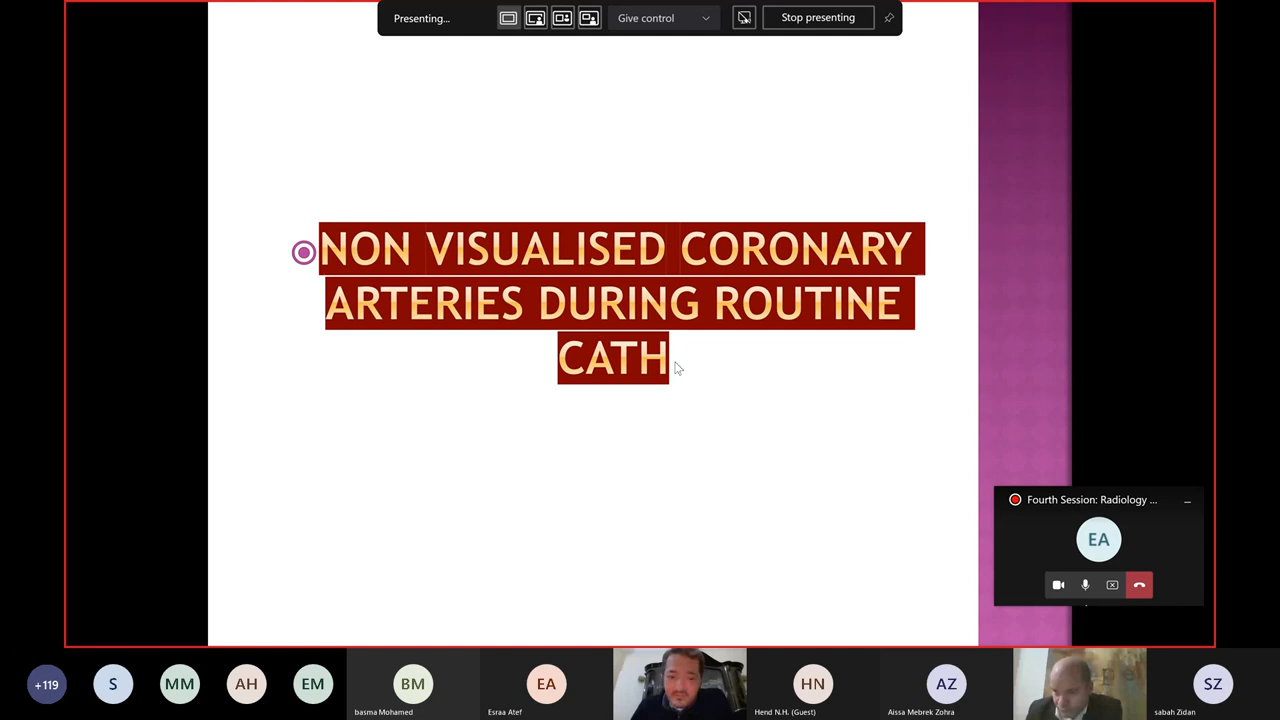 Presenting...
Give control
Stop presenting
NON VISUALISED CORONARY
ARTERIES DURING ROUTINE
CATH
Fourth Session: Radiology ...
EA
+119
S
MM
AH
EM
BM
basma Mohamed
EA
Esraa Atef
HN
Hend N.H. (Guest)
AZ
Aissa Mebrek Zohra
SZ
sabah Zidan